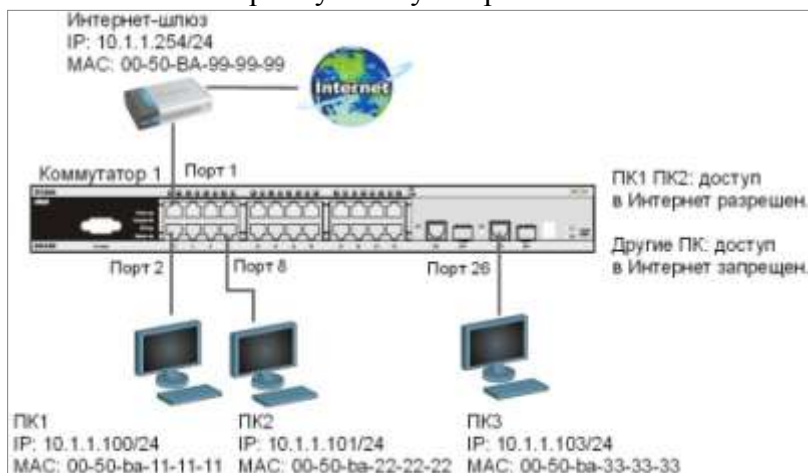 Интернет-шлюз
IP: 10.1.1.254/24
MAC: 00-50-BA-99-99-99
Internet
Коммутатор 1
Порт 1
ПК1 ПК2: доступ
в Интернет разрешен.
Другие ПК: доступ
в Интернет запрещен.
Порт 2
Порт 8
Порт 26
ПК1
IP: 10.1.1.100/24
MAC: 00-50-ba-11-11-11
ПК2
IP: 10.1.1.101/24
MAC: 00-50-ba-22-22-22
ПК3
IP: 10.1.1.103/24
MAC: 00-50-ba-33-33-33